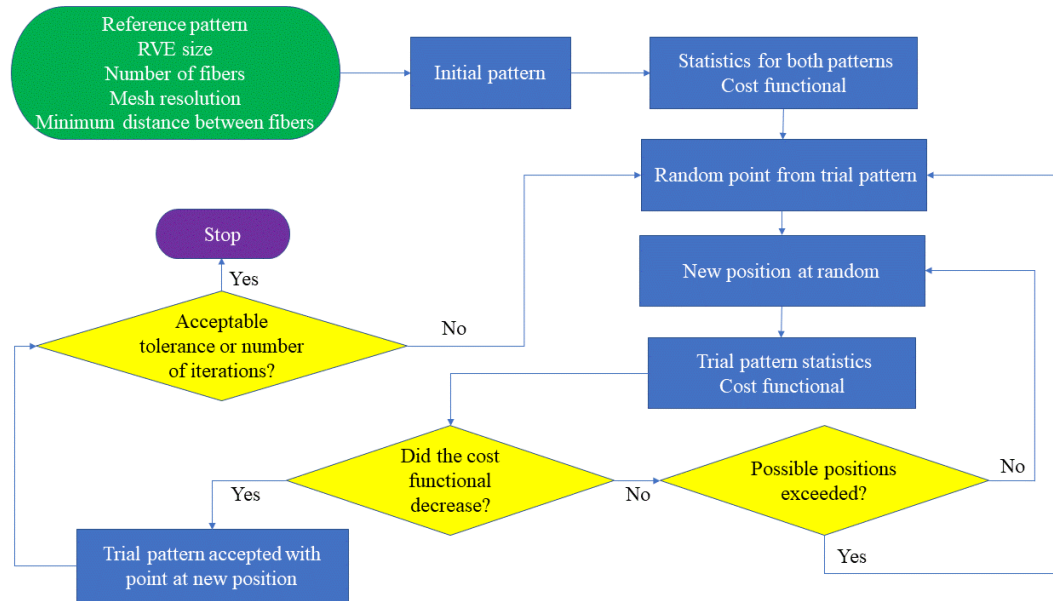 Reference pattern
RVE size
Number of fibers
Mesh resolution
Minimum distance between fibers
Initial pattern
Statistics for both patterns
Cost functional
Random point from trial pattern
New position at random
Trial pattern statistics
Cost functional
Did the cost
functional
decrease?
Yes
No
Possible positions
exceeded?
No
Yes
Trial pattern accepted with
point at new position
Acceptable
tolerance or number
of iterations?
Yes
No
Stop